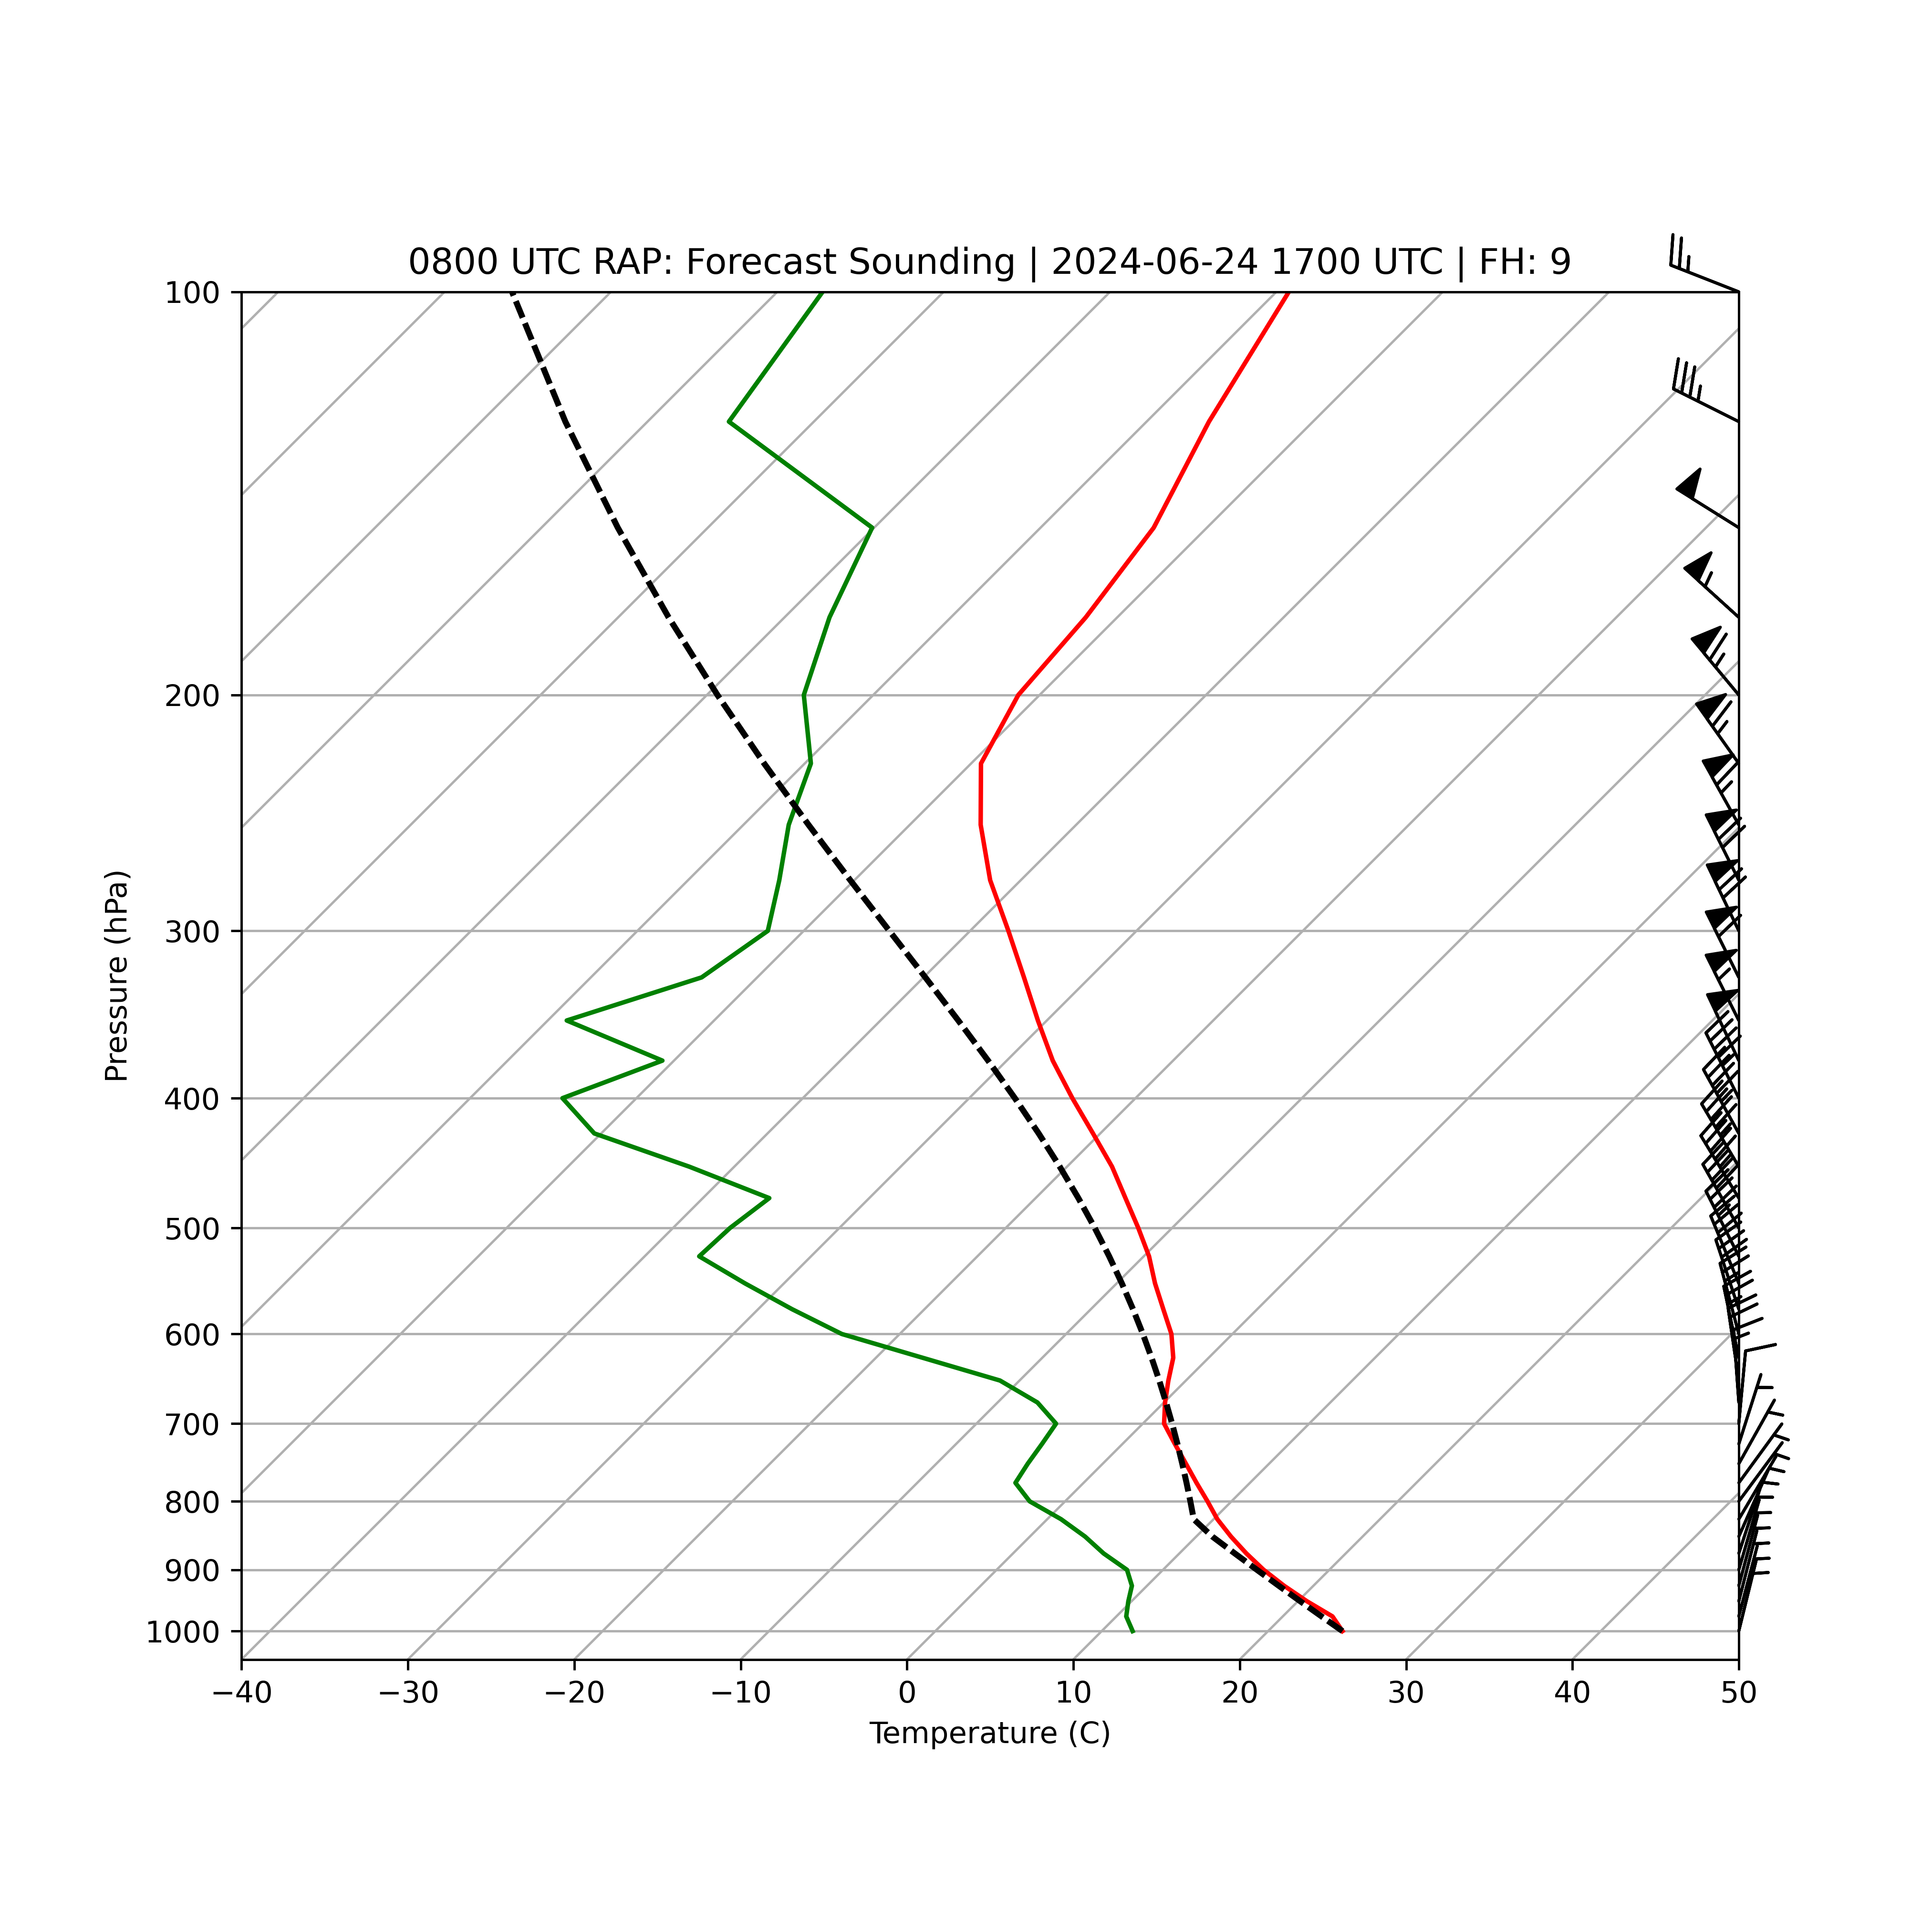 0800 UTC RAP: Forecast Sounding | 2024-06-24 1700 UTC | FH: 9
100
200
300
400
500
600
700
800
900
1000
Pressure (hPa)
−40 −30 −20 −10 0 10 20 30 40 50
Temperature (C)